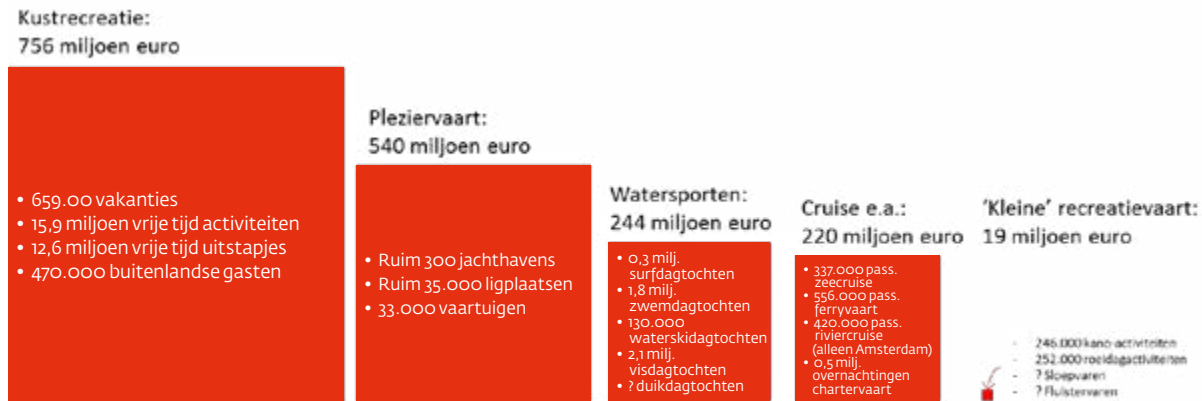 Kustrecreatie:
756 miljoen euro
• 659.00 vakanties
• 15,9 miljoen vrije tijd activiteiten
• 12,6 miljoen vrije tijd uitstapjes
• 470.000 buitenlandse gasten
Pleziervaart:
540 miljoen euro
• Ruim 300 jachthavens
• Ruim 35.000 ligplaatsen
• 33.000 vaartuigen
Watersporten:
244 miljoen euro
• 0,3 milj.
surfdagtochten
• 1,8 milj.
zwemdagtochten
• 130.000
waterskidagtochten
• 2,1 milj.
visdagtochten
• ? duikdagtochten
Cruise e.a.:
220 miljoen euro
• 337.000 pass.
zeecruise
• 556.000 pass.
ferryvaart
• 420.000 pass.
riviercruise
(alleen Amsterdam)
• 0,5 milj.
overnachtingen
chartervaart
'Kleine' recreatievaart:
19 miljoen euro
- 246.000 kano-activiteiten
- 252.000 roeidagactiviteiten
- ? Sloepvaren
- ? Fluistervaren